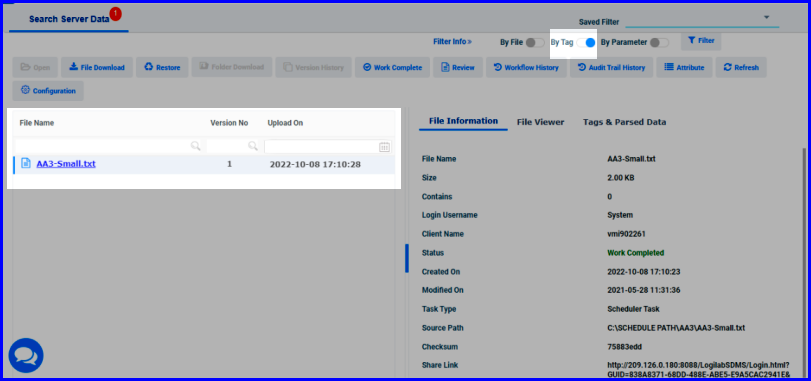 Search Server Data 1
Saved Filter
Filter Info » By File By Tag By Parameter Filter
Open File Download Restore Folder Download Version History Work Complete Review Workflow History Audit Trail History Attribute Refresh
Configuration
File Name Version No Upload On
AA3-Small.txt 1 2022-10-08 17:10:28
File Information File Viewer Tags & Parsed Data
File Name AA3-Small.txt
Size 2.00 KB
Contains 0
Login Username System
Client Name vmi902261
Status Work Completed
Created On 2022-10-08 17:10:23
Modified On 2021-05-28 11:31:36
Task Type Scheduler Task
Source Path C:\SCHEDULE PATH\AA3\AA3-Small.txt
Checksum 75883edd
Share Link http://209.126.0.180:8088/LogilabSDMS/Login.html?
GUID=838A8371-68DD-488E-ABE5-E9A5CAC2941E&